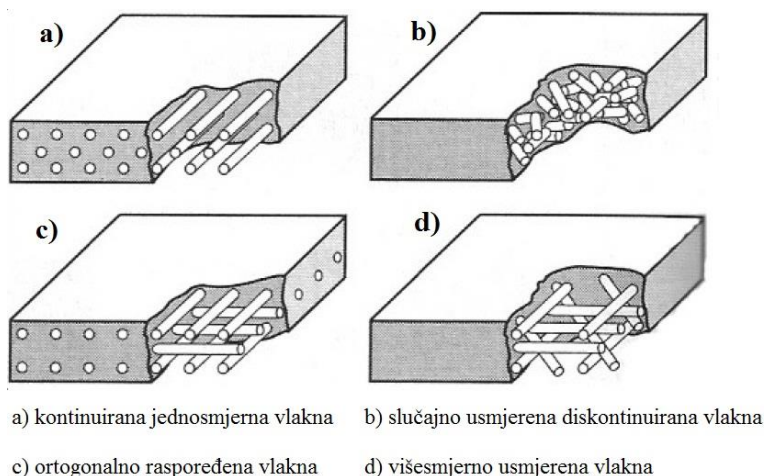 a)
b)
c)
d)
a) kontinuirana jednosmjerna vlakna b) slučajno usmjerena diskontinuirana vlakna
c) ortogonalno raspoređena vlakna d) višesmjerno usmjerena vlakna